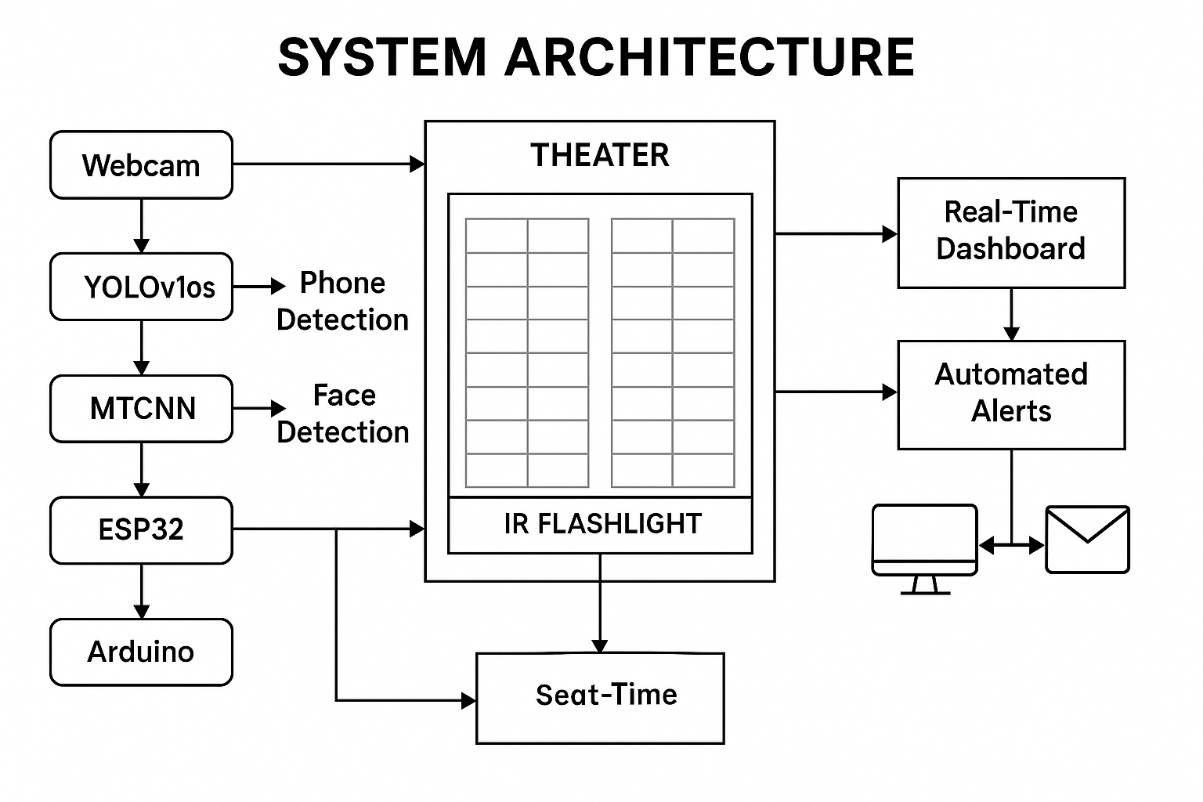 SYSTEM ARCHITECTURE
Webcam
YOLOv1os
Phone
Detection
MTCNN
Face
Detection
ESP32
Arduino
THEATER
IR FLASHLIGHT
Seat-Time
Real-Time
Dashboard
Automated
Alerts